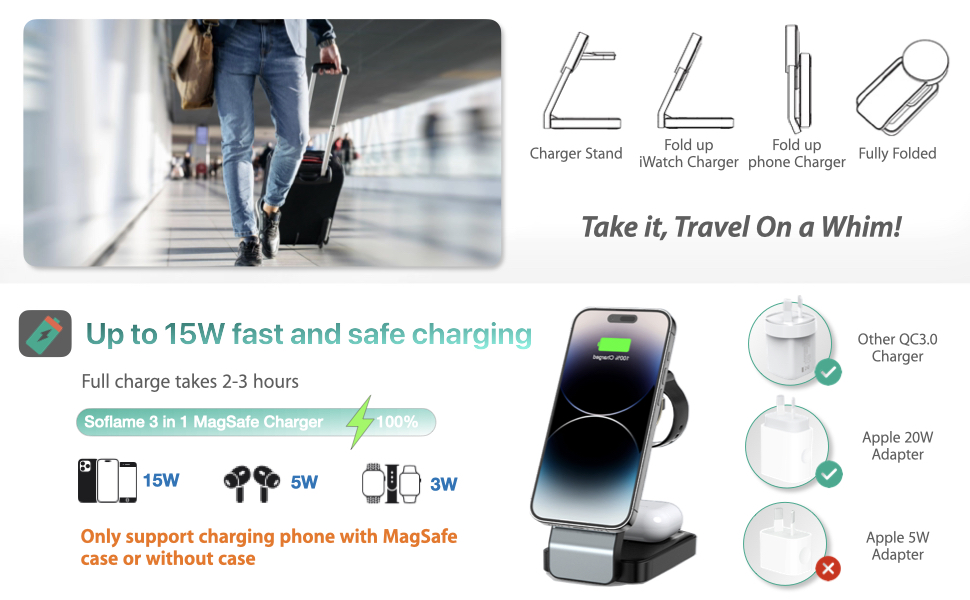 Charger Stand
Fold up
iWatch Charger
Fold up
phone Charger
Fully Folded
Take it, Travel On a Whim!
Up to 15W fast and safe charging
Full charge takes 2-3 hours
Soflame 3 in 1 MagSafe Charger
100%
15W
5W
3W
Only support charging phone with MagSafe
case or without case
100% Charged
Other QC3.0
Charger
Apple 20W
Adapter
Apple 5W
Adapter